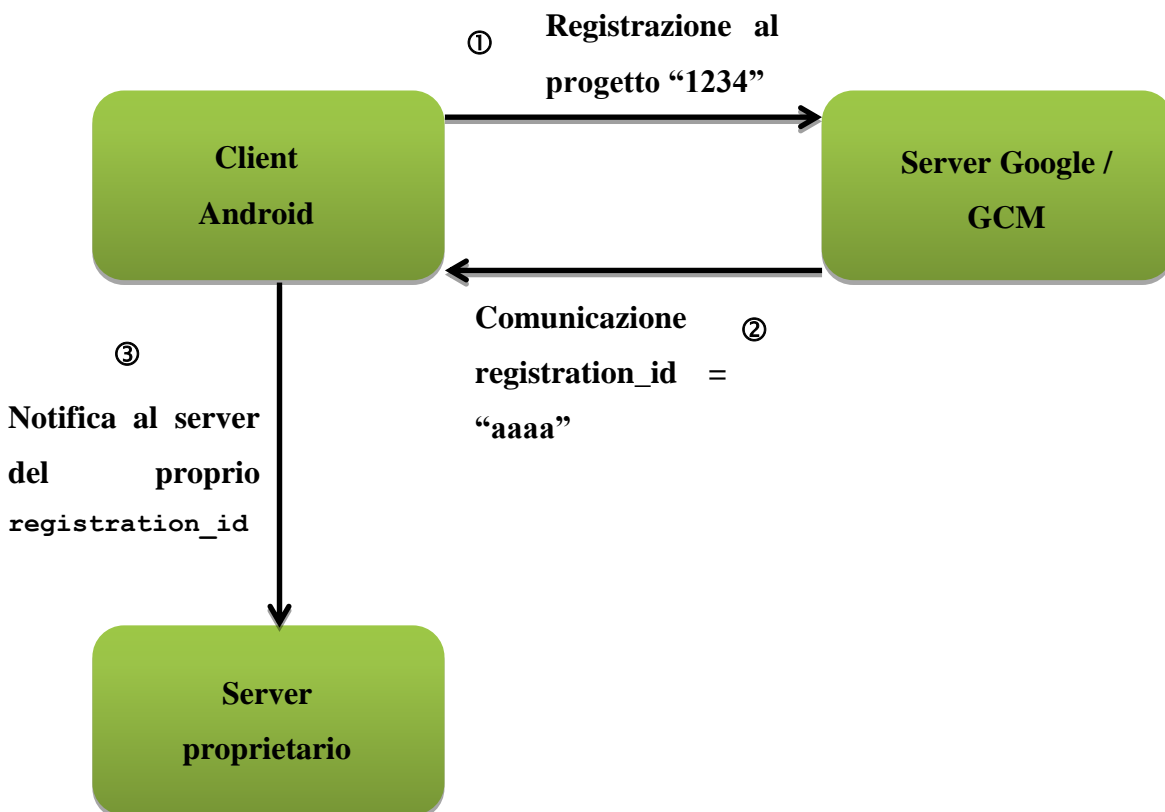 ①
Registrazione al
progetto “1234”
Client
Android
Server Google /
GCM
Comunicazione
②
registration_id =
“aaaa”
③
Notifica al server
del proprio
registration_id
Server
proprietario